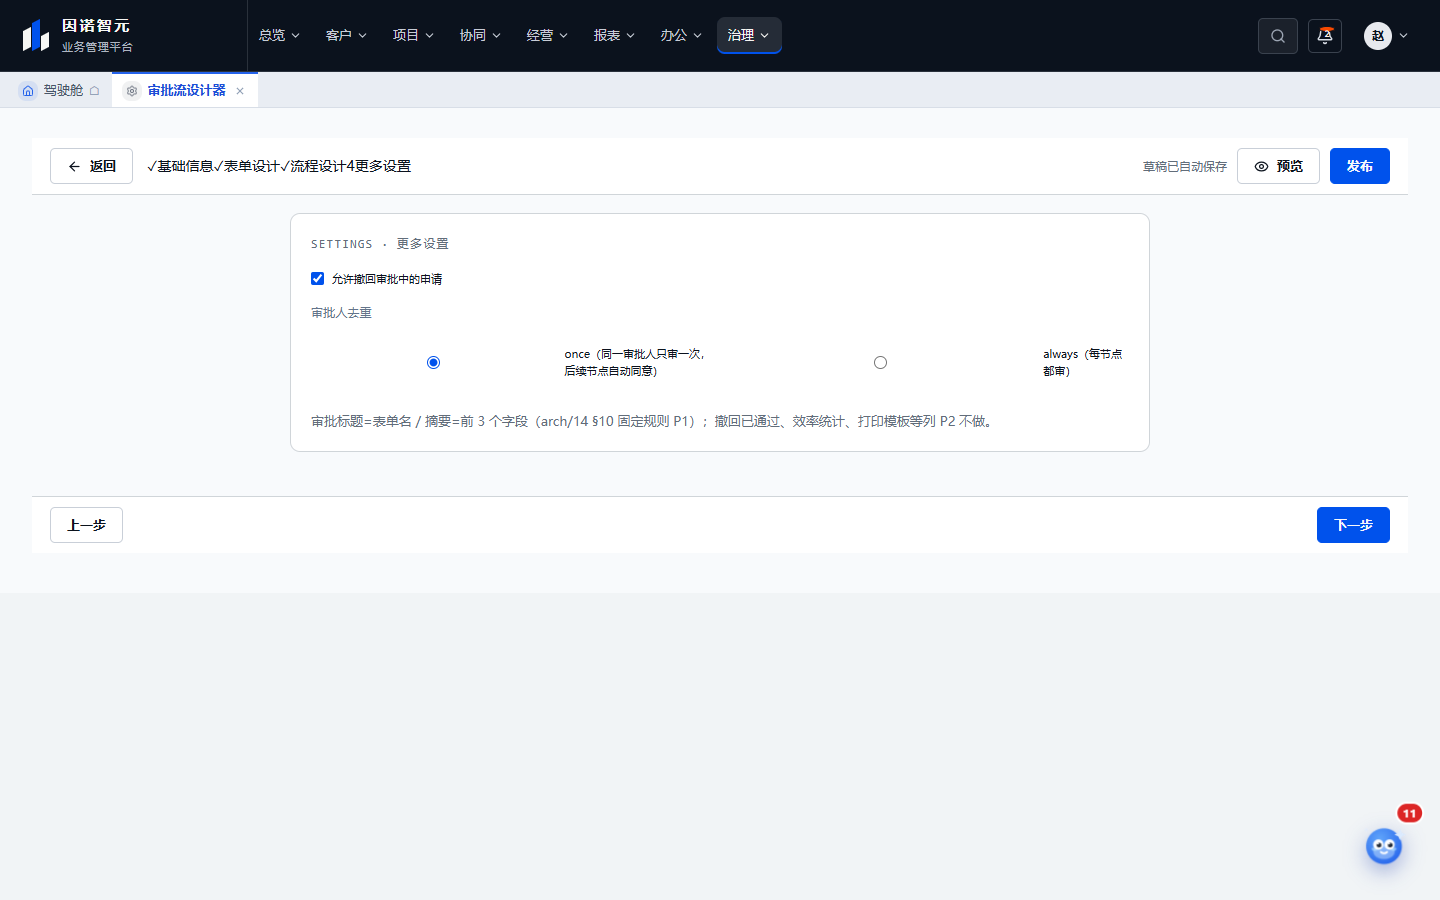 因诺智元
业务管理平台
总览 客户 项目 协同 经营 报表 办公 治理 赵
驾驶舱 审批流设计器 ×
返回 ✓基础信息✓表单设计✓流程设计4更多设置 草稿已自动保存 预览 发布
SETTINGS · 更多设置
允许撤回审批中的申请
审批人去重
once（同一审批人只审一次，
后续节点自动同意）
always（每节点
都审）
审批标题=表单名 / 摘要=前 3 个字段（arch/14 §10 固定规则 P1）；撤回已通过、效率统计、打印模板等列 P2 不做。
上一步 下一步
11